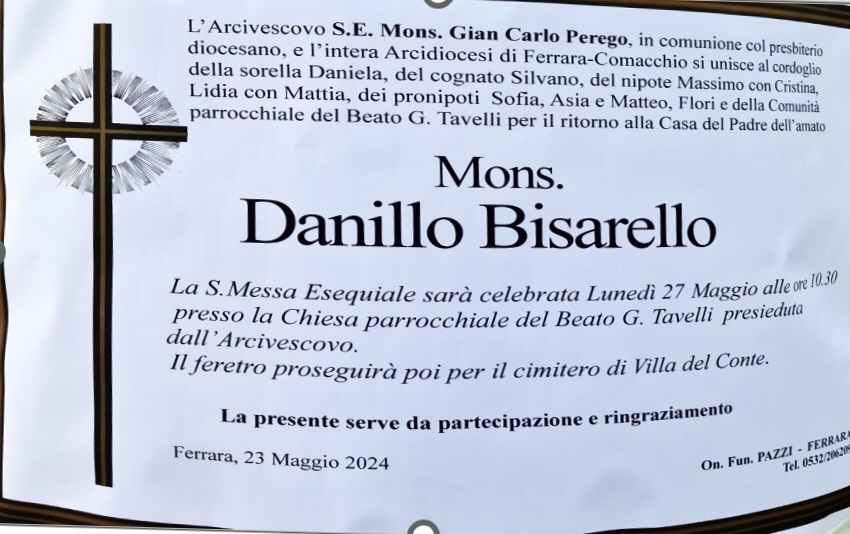 L'Arcivescovo S.E. Mons. Gian Carlo Perego, in comunione col presbiterio
diocesano, e l'intera Arcidiocesi di Ferrara-Comacchio si unisce al cordoglio
della sorella Daniela, del cognato Silvano, del nipote Massimo con Cristina,
Lidia con Mattia, dei pronipoti Sofia, Asia e Matteo, Flori e della Comunità
parrocchiale del Beato G. Tavelli per il ritorno alla Casa del Padre dell'amato
Mons.
Danillo Bisarello
La S.Messa Esequiale sarà celebrata Lunedì 27 Maggio alle ore 10.30
presso la Chiesa parrocchiale del Beato G. Tavelli presieduta
dall'Arcivescovo.
Il feretro proseguirà poi per il cimitero di Villa del Conte.
La presente serve da partecipazione e ringraziamento
Ferrara, 23 Maggio 2024
On. Fun. PAZZI - FERRARA
Tel. 0532/206209